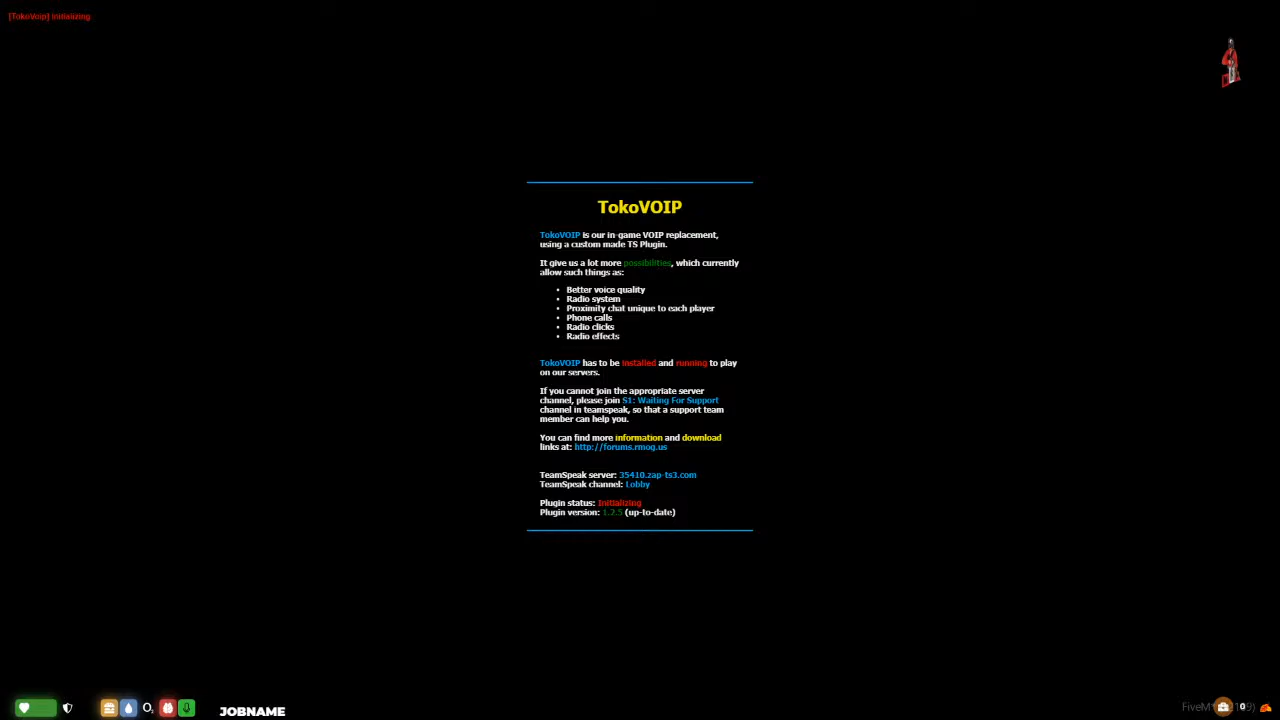 [TokoVoip] Initializing
TokoVOIP
TokoVOIP is our in-game VOIP replacement,
using a custom made TS Plugin.
It give us a lot more possibilities, which currently
allow such things as:
• Better voice quality
• Radio system
• Proximity chat unique to each player
• Phone calls
• Radio clicks
• Radio effects
TokoVOIP has to be installed and running to play
on our servers.
If you cannot join the appropriate server
channel, please join S1: Waiting For Support
channel in teamspeak, so that a support team
member can help you.
You can find more information and download
links at: http://forums.rmog.us
TeamSpeak server: 35410.zap-ts3.com
TeamSpeak channel: Lobby
Plugin status: Initializing
Plugin version: 1.2.5 (up-to-date)
O₂ JOBNAME
0